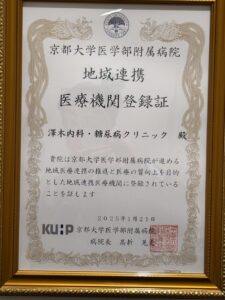 京都大学医学部附属病院
地域連携
医療機関登録証
澤木内科・糖尿病クリニック 殿
貴院は京都大学医学部附属病院が進める
地域医療連携の推進と医療の質向上を目的
とした地域連携医療機関に登録されている
ことを証します
2025年1月21日
KUHP 京都大学医学部附属病院
病院長 髙折 晃史